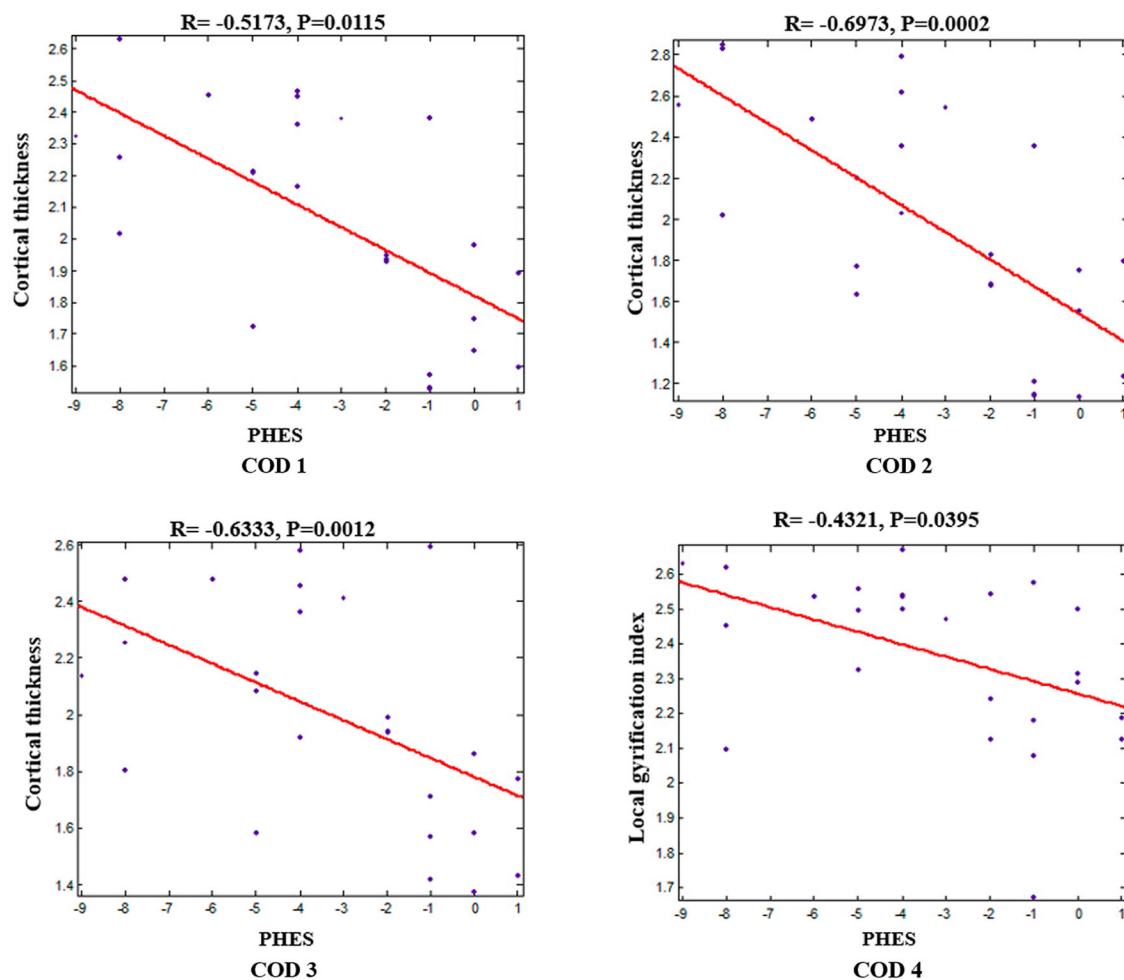 R= -0.5173, P=0.0115
2.6
2.5
2.4
2.3
2.2
2.1
2
1.9
1.8
1.7
1.6
Cortical thickness
-9 -8 -7 -6 -5 -4 -3 -2 -1 0 1
PHES
COD 1
R= -0.6973, P=0.0002
2.8
2.6
2.4
2.2
2
1.8
1.6
1.4
1.2
Cortical thickness
-9 -8 -7 -6 -5 -4 -3 -2 -1 0 1
PHES
COD 2
R= -0.6333, P=0.0012
2.6
2.4
2.2
2
1.8
1.6
1.4
Cortical thickness
-9 -8 -7 -6 -5 -4 -3 -2 -1 0 1
PHES
COD 3
R= -0.4321, P=0.0395
2.6
2.5
2.4
2.3
2.2
2.1
2
1.9
1.8
1.7
Local gyrification index
-9 -8 -7 -6 -5 -4 -3 -2 -1 0 1
PHES
COD 4